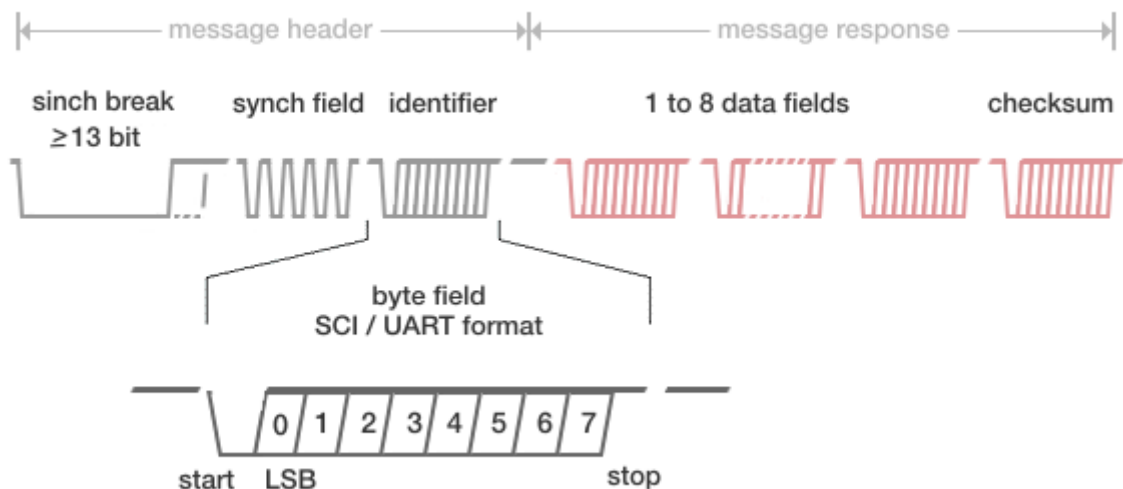 message header
message response
sinch break
≥13 bit
synch field
identifier
1 to 8 data fields
checksum
byte field
SCI / UART format
0 1 2 3 4 5 6 7
start
LSB
stop